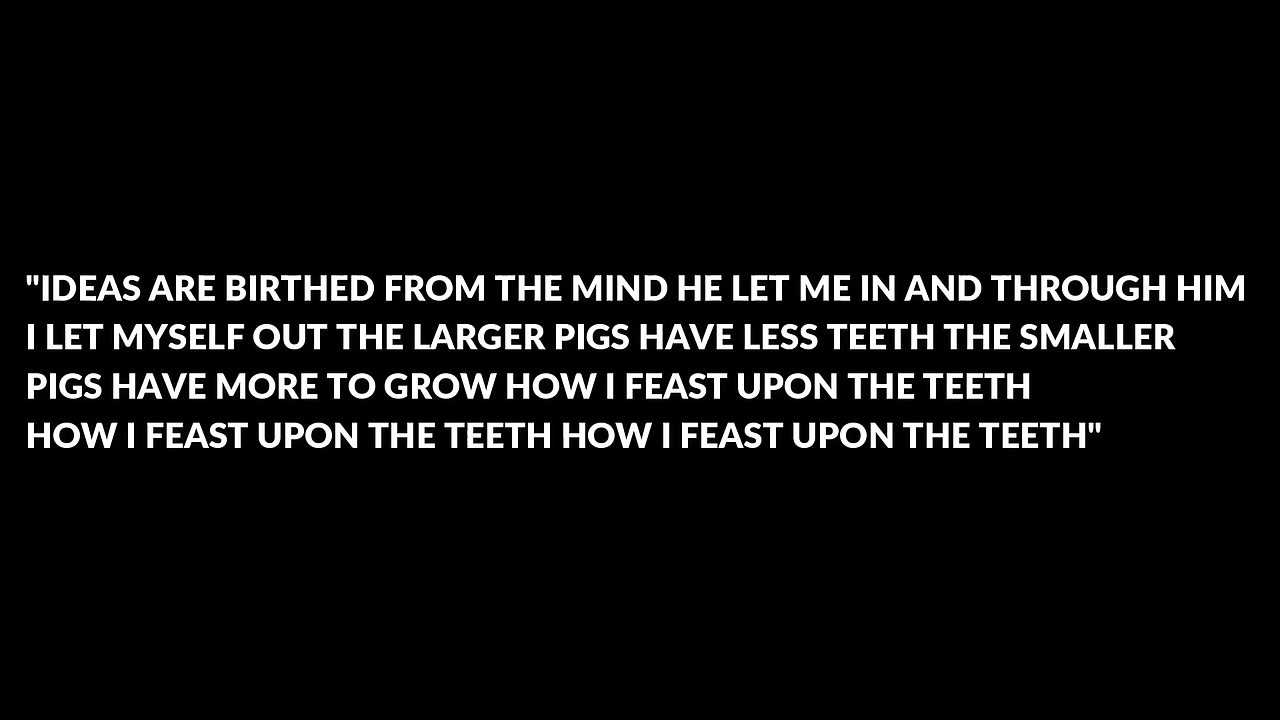 "IDEAS ARE BIRTHED FROM THE MIND HE LET ME IN AND THROUGH HIM
I LET MYSELF OUT THE LARGER PIGS HAVE LESS TEETH THE SMALLER
PIGS HAVE MORE TO GROW HOW I FEAST UPON THE TEETH
HOW I FEAST UPON THE TEETH HOW I FEAST UPON THE TEETH"